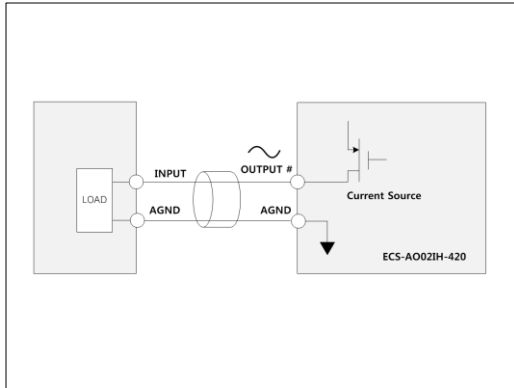 INPUT
OUTPUT #
LOAD
Current Source
AGND
AGND
ECS-AO02IH-420